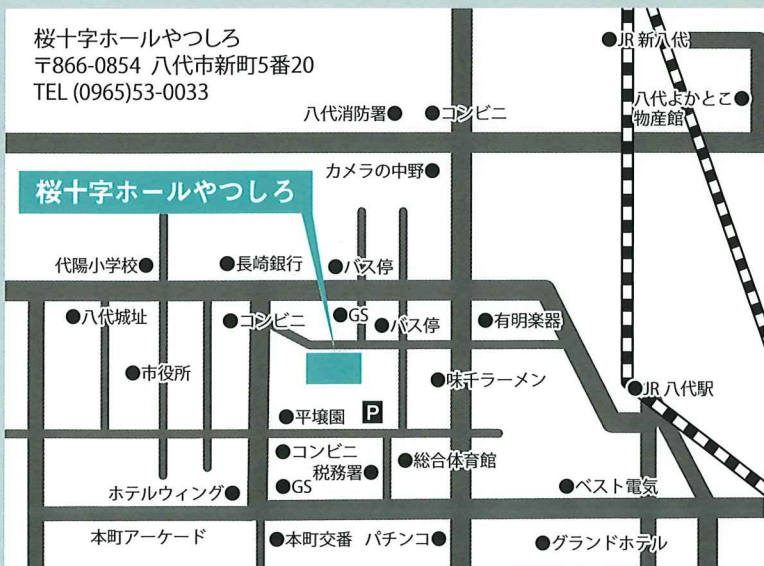 桜十字ホールやつしろ
〒866-0854 八代市新町5番20
TEL (0965)53-0033
JR 新八代
八代よかとこ
物産館
八代消防署
コンビニ
カメラの中野
桜十字ホールやつしろ
代陽小学校
長崎銀行
バス停
八代城址
コンビニ
GS
バス停
有明楽器
市役所
味千ラーメン
JR 八代駅
平壌園
P
コンビニ
税務署
総合体育館
GS
ホテルウィング
ベスト電気
本町アーケード
本町交番
パチンコ
グランドホテル